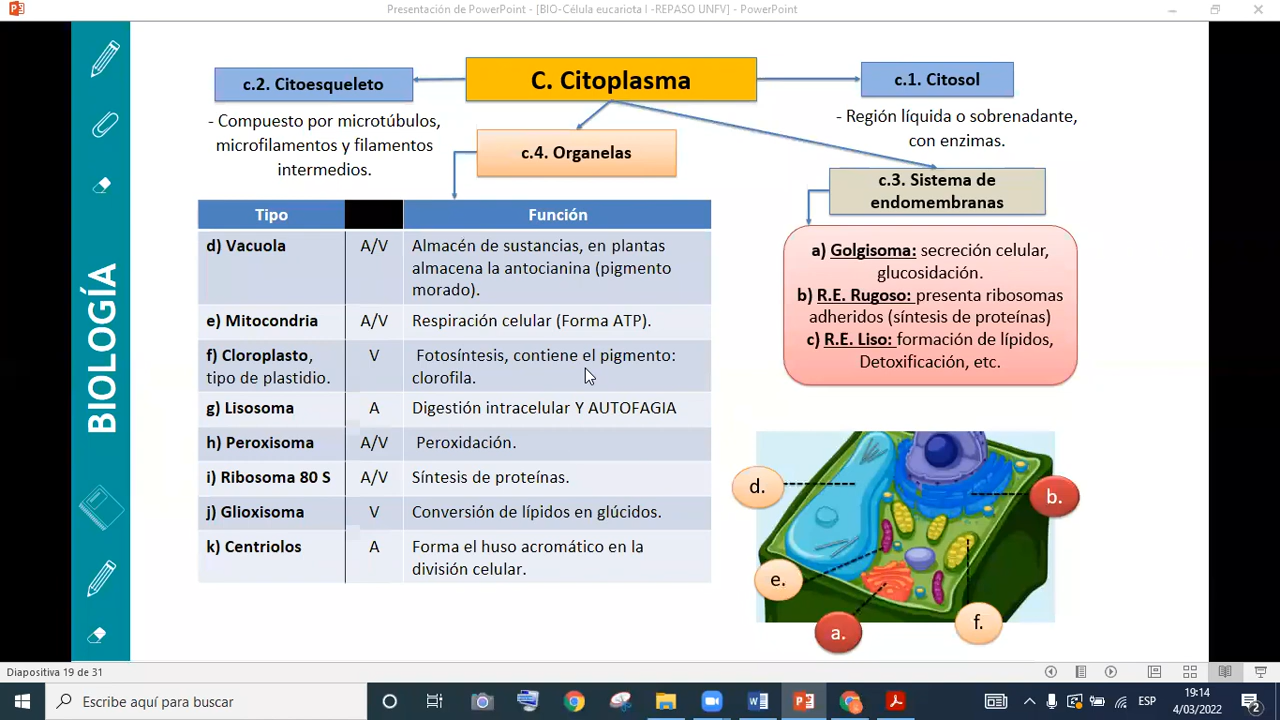 Presentación de PowerPoint - [BIO-Célula eucariota I -REPASO UNFV] - PowerPoint
BIOLOGÍA
C. Citoplasma
c.2. Citoesqueleto
- Compuesto por microtúbulos,
microfilamentos y filamentos
intermedios.
c.1. Citosol
- Región líquida o sobrenadante,
con enzimas.
c.4. Organelas
c.3. Sistema de
endomembranas
a) Golgisoma: secreción celular,
glucosidación.
b) R.E. Rugoso: presenta ribosomas
adheridos (síntesis de proteínas)
c) R.E. Liso: formación de lípidos,
Detoxificación, etc.
Tipo Función
d) Vacuola A/V Almacén de sustancias, en plantas
almacena la antocianina (pigmento
morado).
e) Mitocondria A/V Respiración celular (Forma ATP).
f) Cloroplasto, V Fotosíntesis, contiene el pigmento:
tipo de plastidio. clorofila.
g) Lisosoma A Digestión intracelular Y AUTOFAGIA
h) Peroxisoma A/V Peroxidación.
i) Ribosoma 80 S A/V Síntesis de proteínas.
j) Glioxisoma V Conversión de lípidos en glúcidos.
k) Centriolos A Forma el huso acromático en la
división celular.
d.
b.
e.
a.
f.
Diapositiva 19 de 31
Escribe aquí para buscar
ESP
19:14
4/03/2022
2